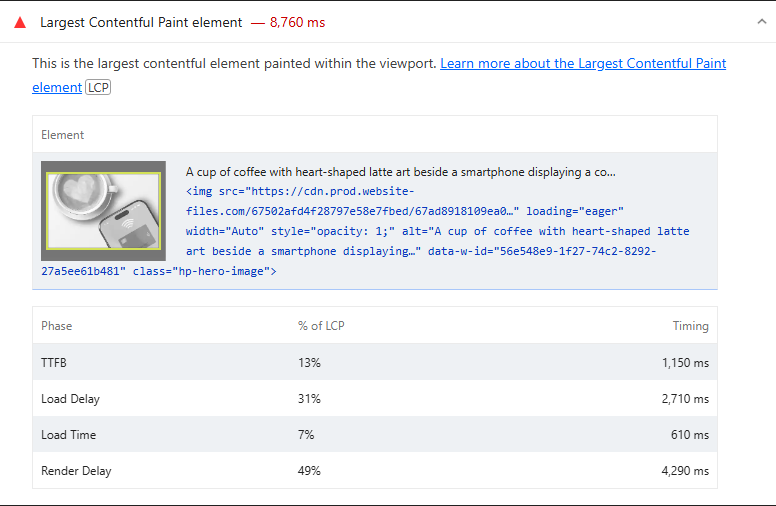 Largest Contentful Paint element — 8,760 ms
This is the largest contentful element painted within the viewport. Learn more about the Largest Contentful Paint
element LCP
Element
A cup of coffee with heart-shaped latte art beside a smartphone displaying a co...
<img src="https://cdn.prod.website-
files.com/67502afd4f28797e58e7fbed/67ad8918109ea0…" loading="eager"
width="Auto" style="opacity: 1;" alt="A cup of coffee with heart-shaped latte
art beside a smartphone displaying…" data-w-id="56e548e9-1f27-74c2-8292-
27a5ee61b481" class="hp-hero-image">
Phase % of LCP Timing
TTFB 13% 1,150 ms
Load Delay 31% 2,710 ms
Load Time 7% 610 ms
Render Delay 49% 4,290 ms